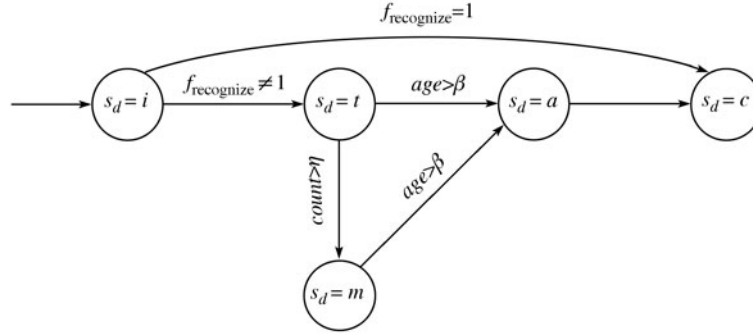 f_recognize=1
s_d=i
f_recognize≠1
s_d=t
age>β
s_d=a
s_d=c
count>η
age>β
s_d=m